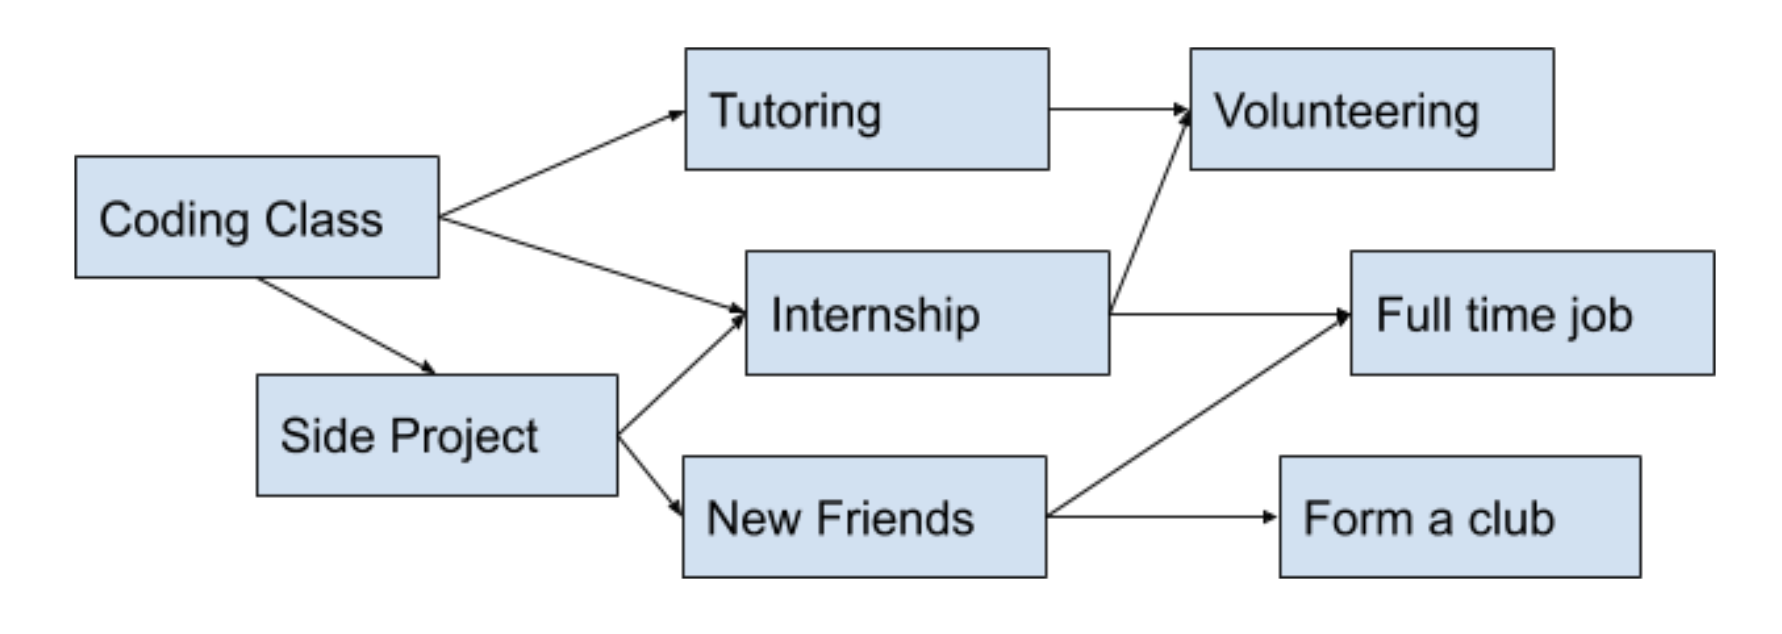 Tutoring
Volunteering
Coding Class
Internship
Full time job
Side Project
New Friends
Form a club